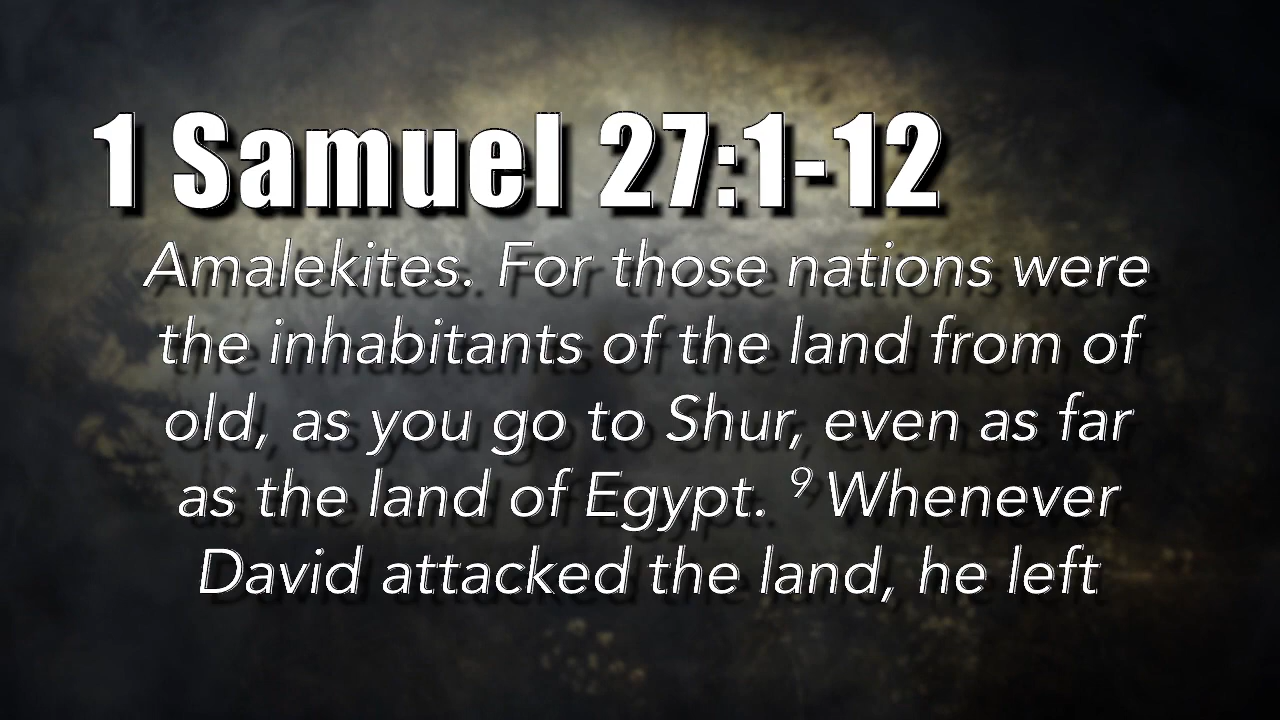 1 Samuel 27:1-12
Amalekites. For those nations were
the inhabitants of the land from of
old, as you go to Shur, even as far
as the land of Egypt. ⁹ Whenever
David attacked the land, he left